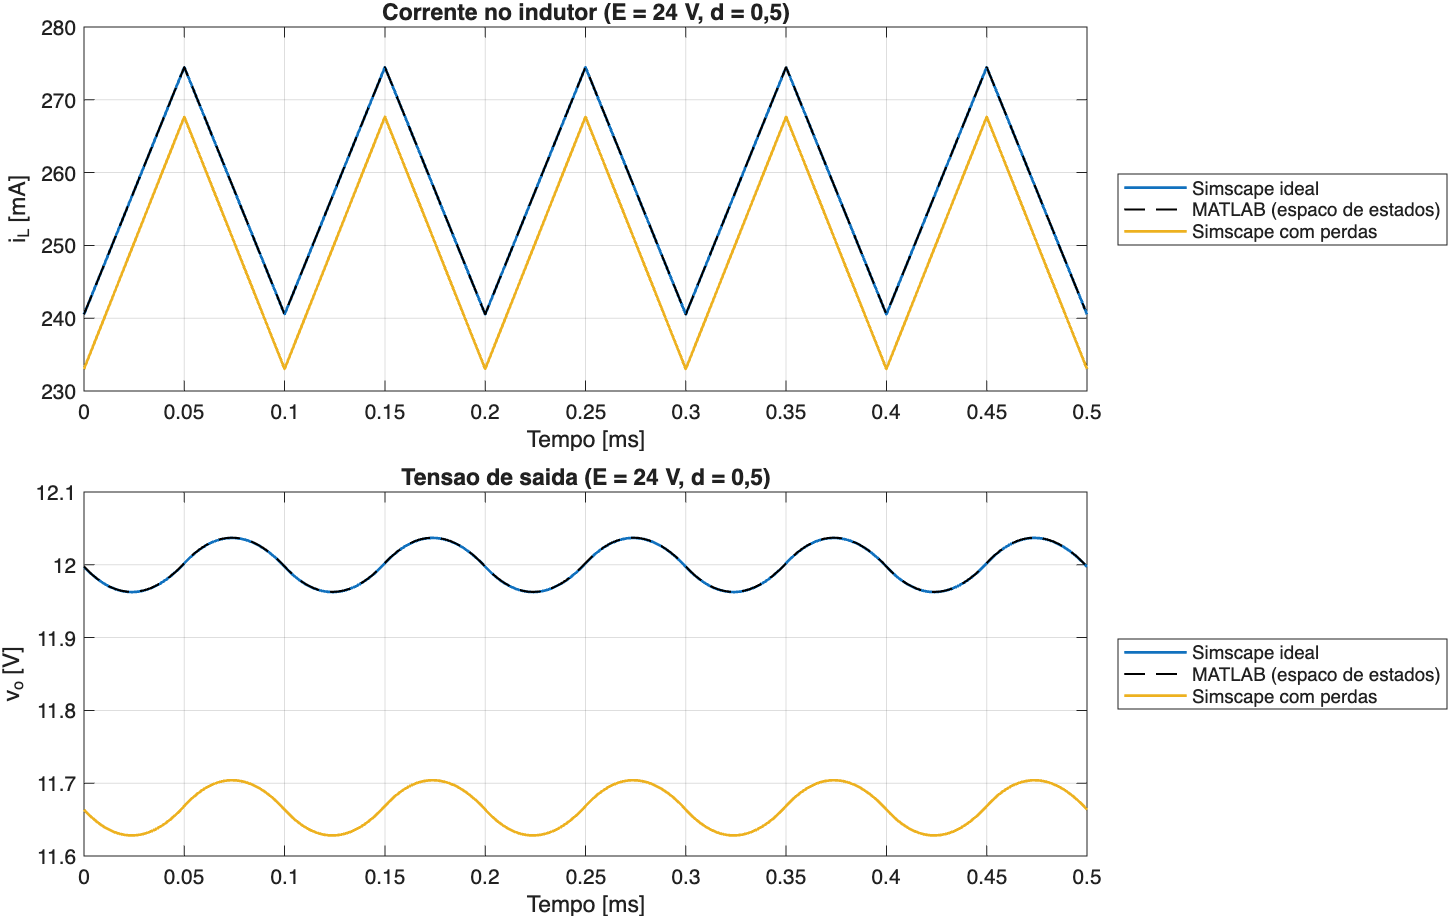 Corrente no indutor (E = 24 V, d = 0,5)
280
270
260
250
240
230
iL [mA]
0 0.05 0.1 0.15 0.2 0.25 0.3 0.35 0.4 0.45 0.5
Tempo [ms]
Simscape ideal
MATLAB (espaco de estados)
Simscape com perdas
Tensao de saida (E = 24 V, d = 0,5)
12.1
12
11.9
11.8
11.7
11.6
vo [V]
0 0.05 0.1 0.15 0.2 0.25 0.3 0.35 0.4 0.45 0.5
Tempo [ms]
Simscape ideal
MATLAB (espaco de estados)
Simscape com perdas